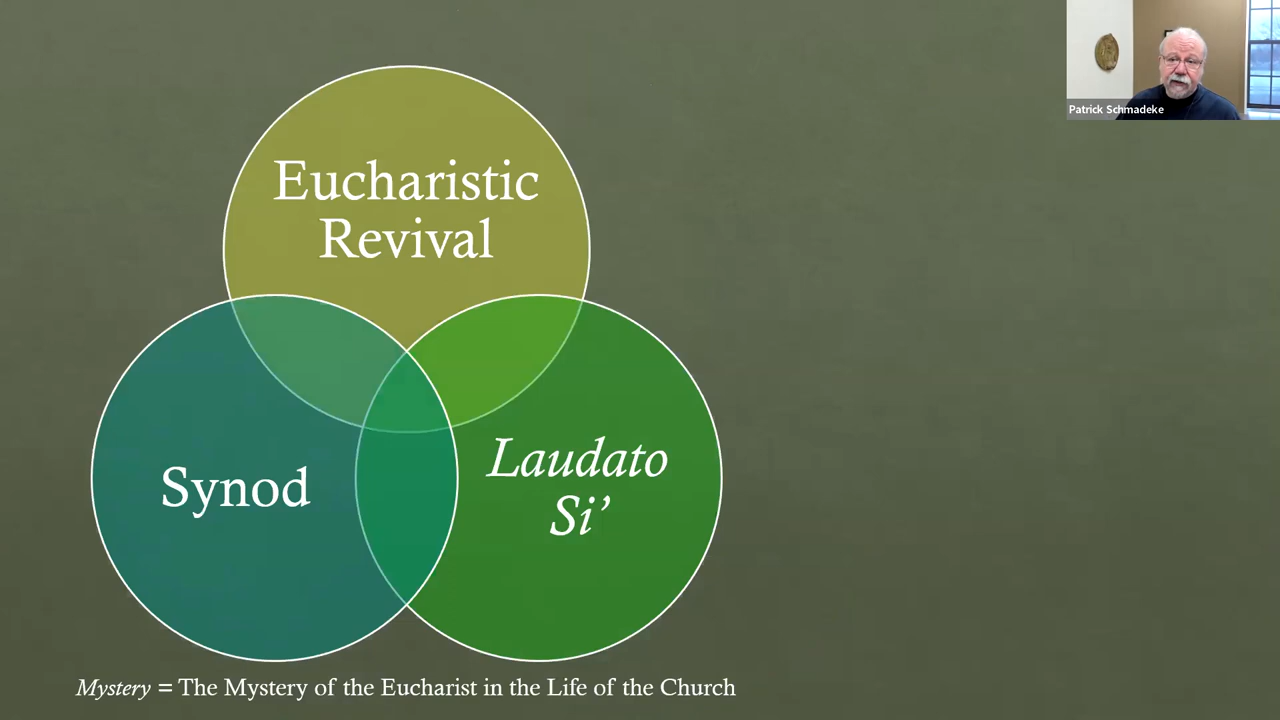 Eucharistic
Revival
Synod
Laudato
Si’
Mystery = The Mystery of the Eucharist in the Life of the Church
Patrick Schmadeke